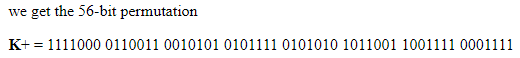 we get the 56-bit permutation
K+ = 1111000 0110011 0010101 0101111 0101010 1011001 1001111 0001111